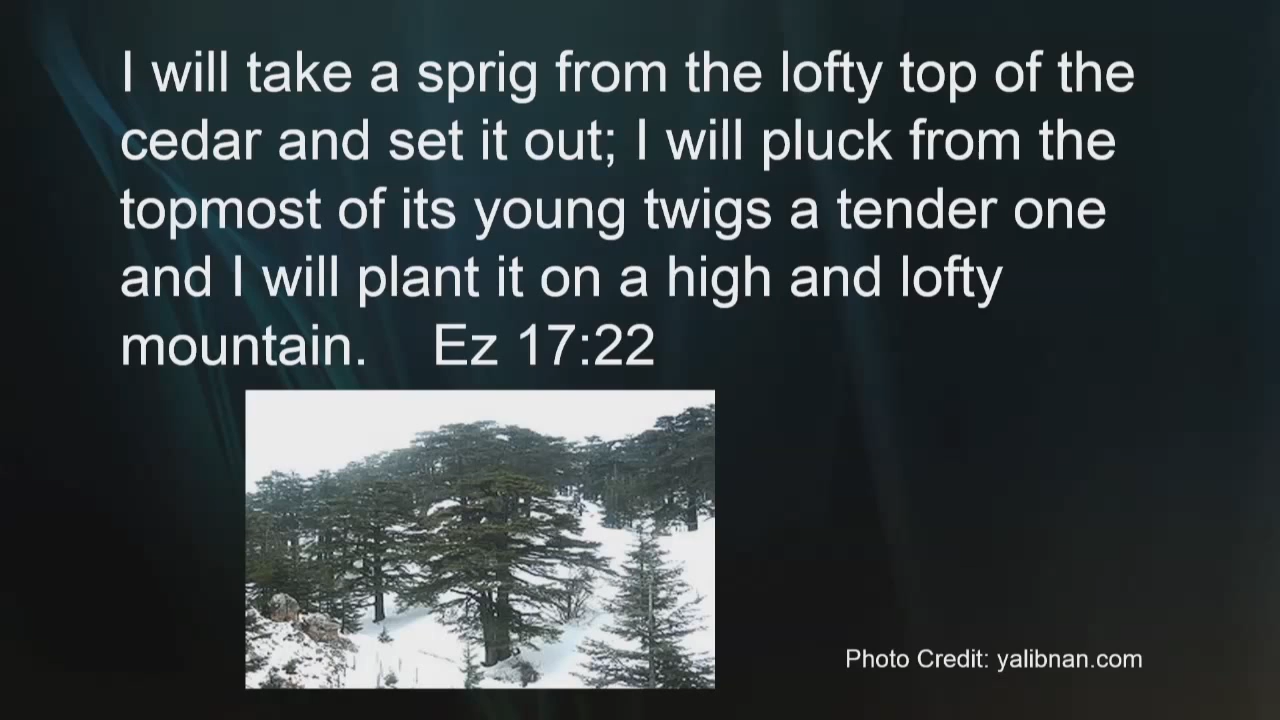 I will take a sprig from the lofty top of the
cedar and set it out; I will pluck from the
topmost of its young twigs a tender one
and I will plant it on a high and lofty
mountain. Ez 17:22
Photo Credit: yalibnan.com